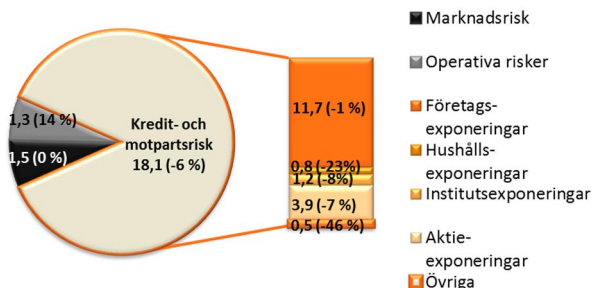 1,3 (14 %)
1,5 (0 %)
Kredit- och
motpartsrisk
18,1 (-6 %)
11,7 (-1 %)
0,8 (-23%)
1,2 (-8%)
3,9 (-7 %)
0,5 (-46 %)
Marknadsrisk
Operativa risker
Företags-
exponeringar
Hushålls-
exponeringar
Institutsexponeringar
Aktie-
exponeringar
Övriga